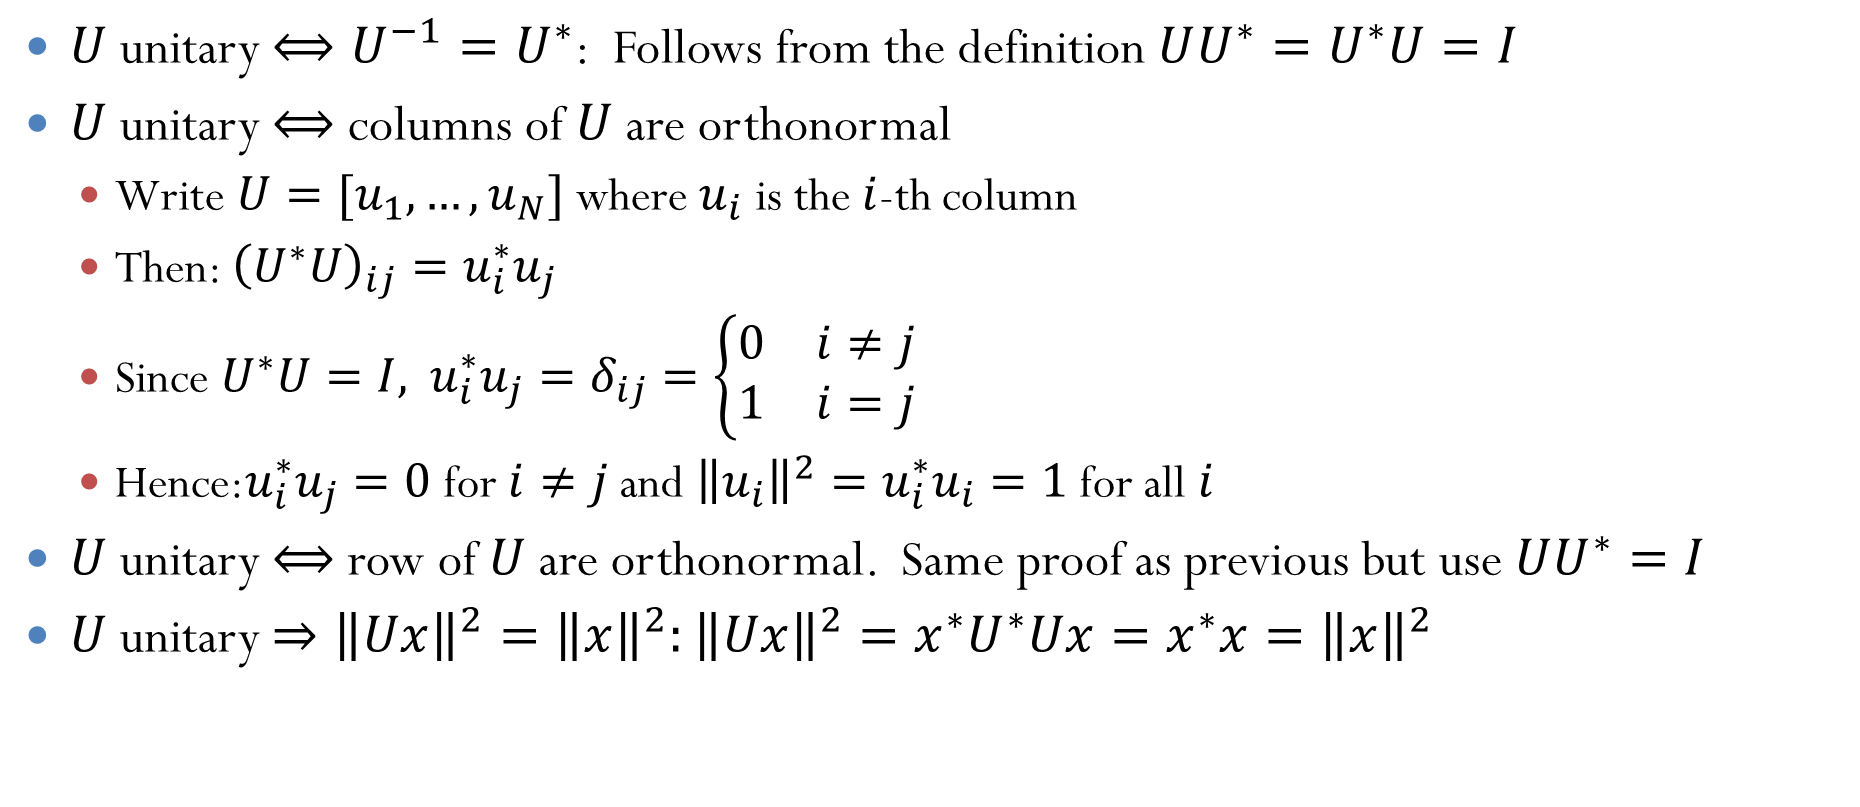 • U unitary ⟺ U⁻¹ = U*: Follows from the definition UU* = U*U = I
• U unitary ⟺ columns of U are orthonormal
• Write U = [u₁, … , u_N] where u_i is the i-th column
• Then: (U*U)_{ij} = u_i^* u_j
• Since U*U = I, u_i^* u_j = δ_{ij} = { 0 i ≠ j
1 i = j
• Hence:u_i^* u_j = 0 for i ≠ j and ‖u_i‖² = u_i^* u_i = 1 for all i
• U unitary ⟺ row of U are orthonormal. Same proof as previous but use UU* = I
• U unitary ⇒ ‖Ux‖² = ‖x‖²: ‖Ux‖² = x*U*Ux = x*x = ‖x‖²